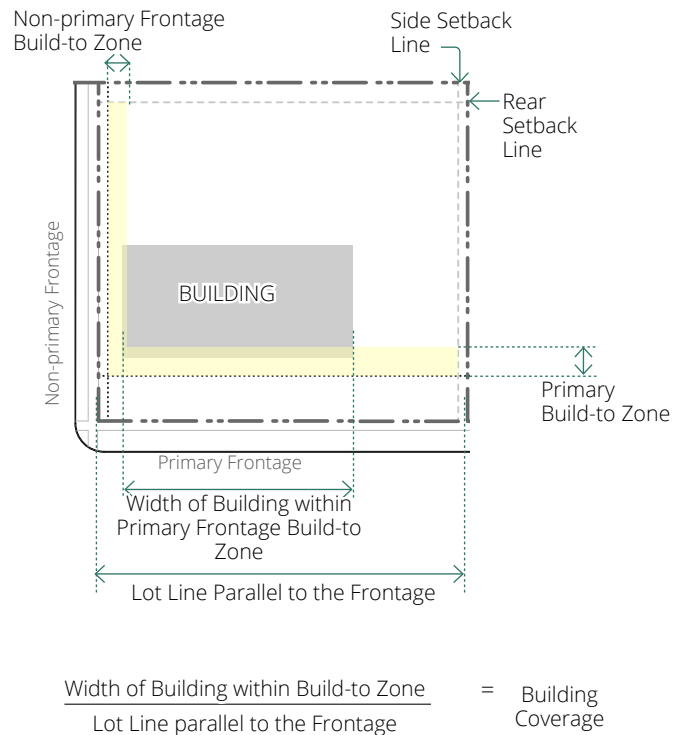 Non-primary Frontage
Build-to Zone
Side Setback
Line
Rear
Setback
Line
Non-primary Frontage
BUILDING
Primary
Build-to Zone
Primary Frontage
Width of Building within
Primary Frontage Build-to
Zone
Lot Line Parallel to the Frontage
Width of Building within Build-to Zone
Lot Line parallel to the Frontage
=
Building
Coverage